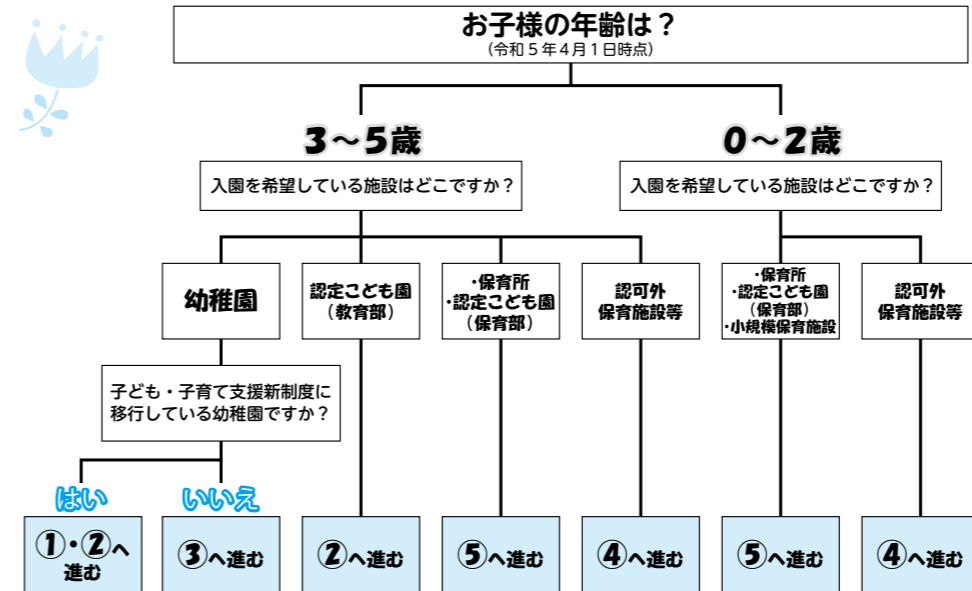 お子様の年齢は？
（令和５年４月１日時点）
3〜5歳
0〜2歳
入園を希望している施設はどこですか？
入園を希望している施設はどこですか？
幼稚園
認定こども園
（教育部）
・保育所
・認定こども園
（保育部）
認可外
保育施設等
・保育所
・認定こども園
（保育部）
・小規模保育施設
認可外
保育施設等
子ども・子育て支援新制度に
移行している幼稚園ですか？
はい
いいえ
①・②へ
進む
③へ進む
②へ進む
⑤へ進む
④へ進む
⑤へ進む
④へ進む